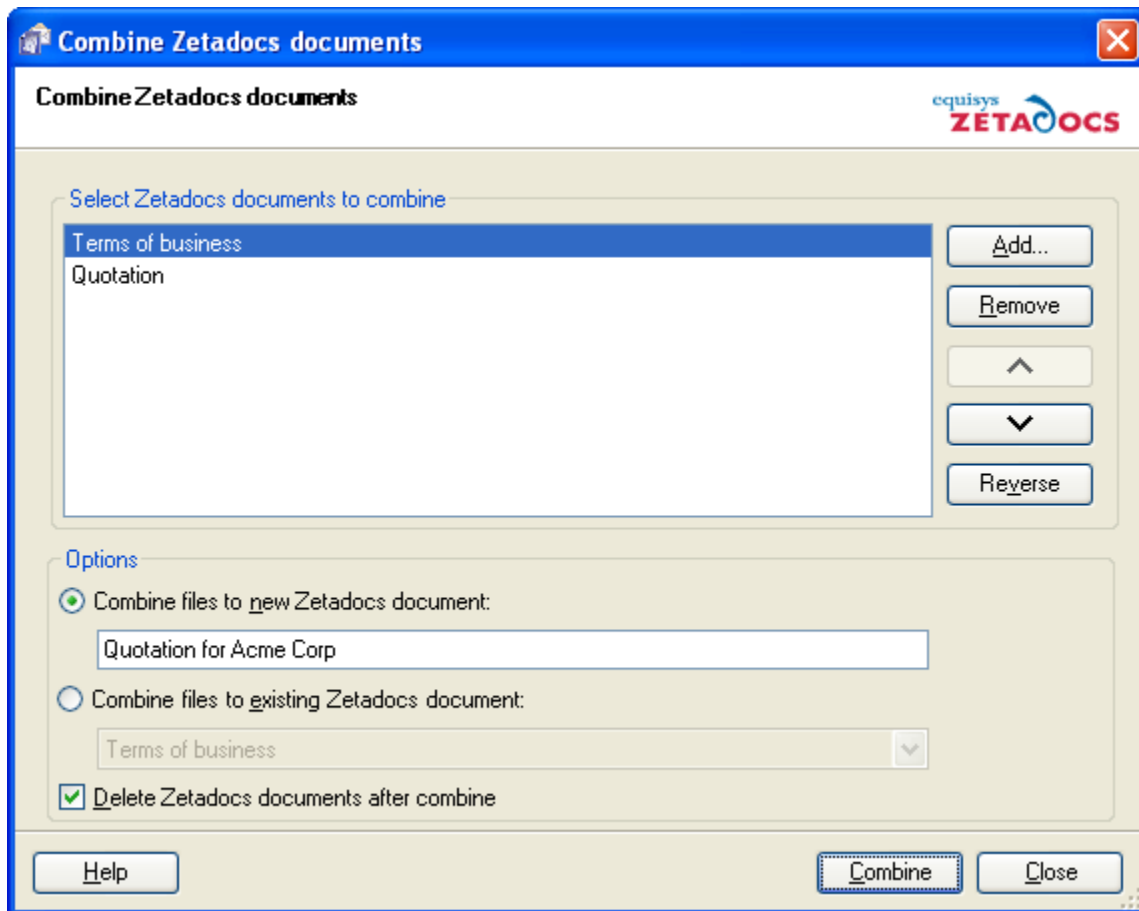 Combine Zetadocs documents
Combine Zetadocs documents
equisys
ZETADOCS
Select Zetadocs documents to combine
Terms of business
Quotation
Add...
Remove
Reverse
Options
Combine files to new Zetadocs document:
Quotation for Acme Corp
Combine files to existing Zetadocs document:
Terms of business
Delete Zetadocs documents after combine
Help
Combine
Close